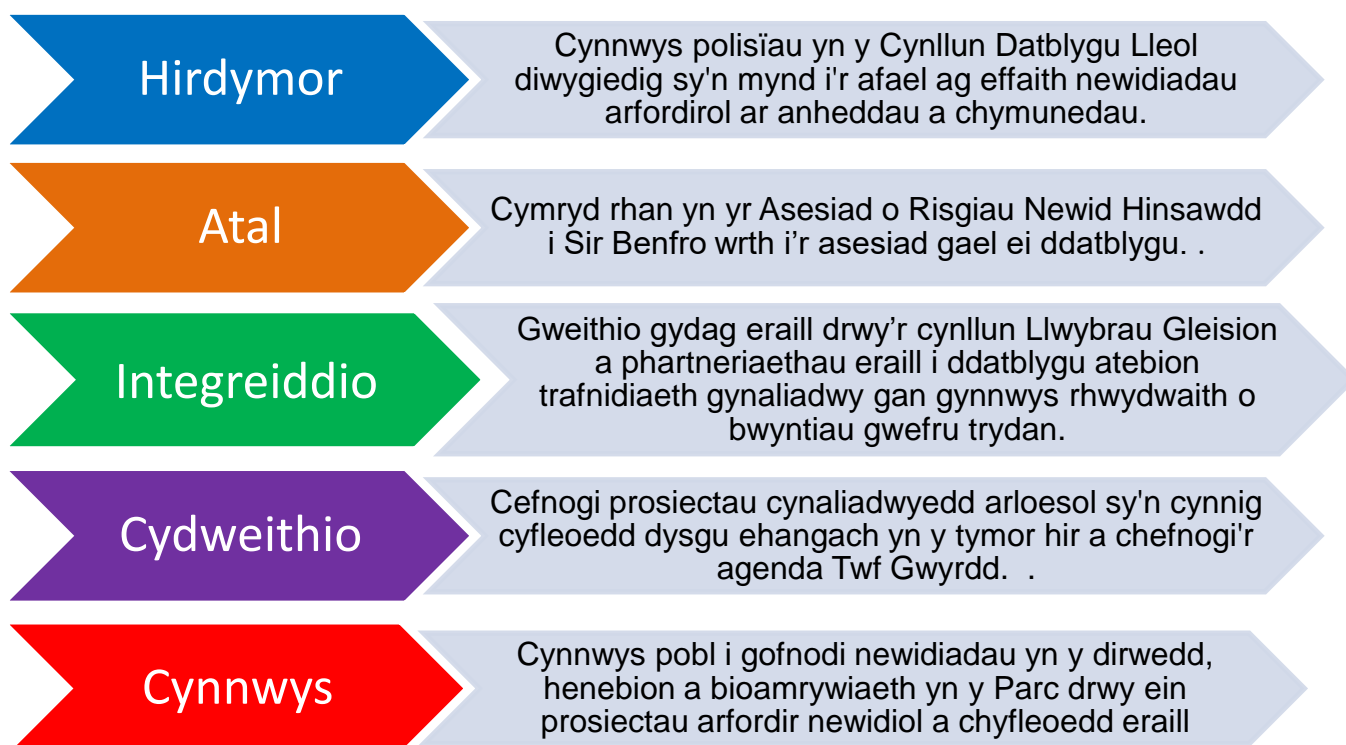 Hirdymor
Cynnwys polisïau yn y Cynllun Datblygu Lleol
diwygiedig sy'n mynd i'r afael ag effaith newidiadau
arfordirol ar anheddau a chymunedau.
Atal
Cymryd rhan yn yr Asesiad o Risgiau Newid Hinsawdd
i Sir Benfro wrth i’r asesiad gael ei ddatblygu. .
Integreiddio
Gweithio gydag eraill drwy’r cynllun Llwybrau Gleision
a phartneriaethau eraill i ddatblygu atebion
trafnidiaeth gynaliadwy gan gynnwys rhwydwaith o
bwyntiau gwefru trydan.
Cydweithio
Cefnogi prosiectau cynaliadwyedd arloesol sy'n cynnig
cyfleoedd dysgu ehangach yn y tymor hir a chefnogi'r
agenda Twf Gwyrdd. .
Cynnwys
Cynnwys pobl i gofnodi newidiadau yn y dirwedd,
henebion a bioamrywiaeth yn y Parc drwy ein
prosiectau arfordir newidiol a chyfleoedd eraill